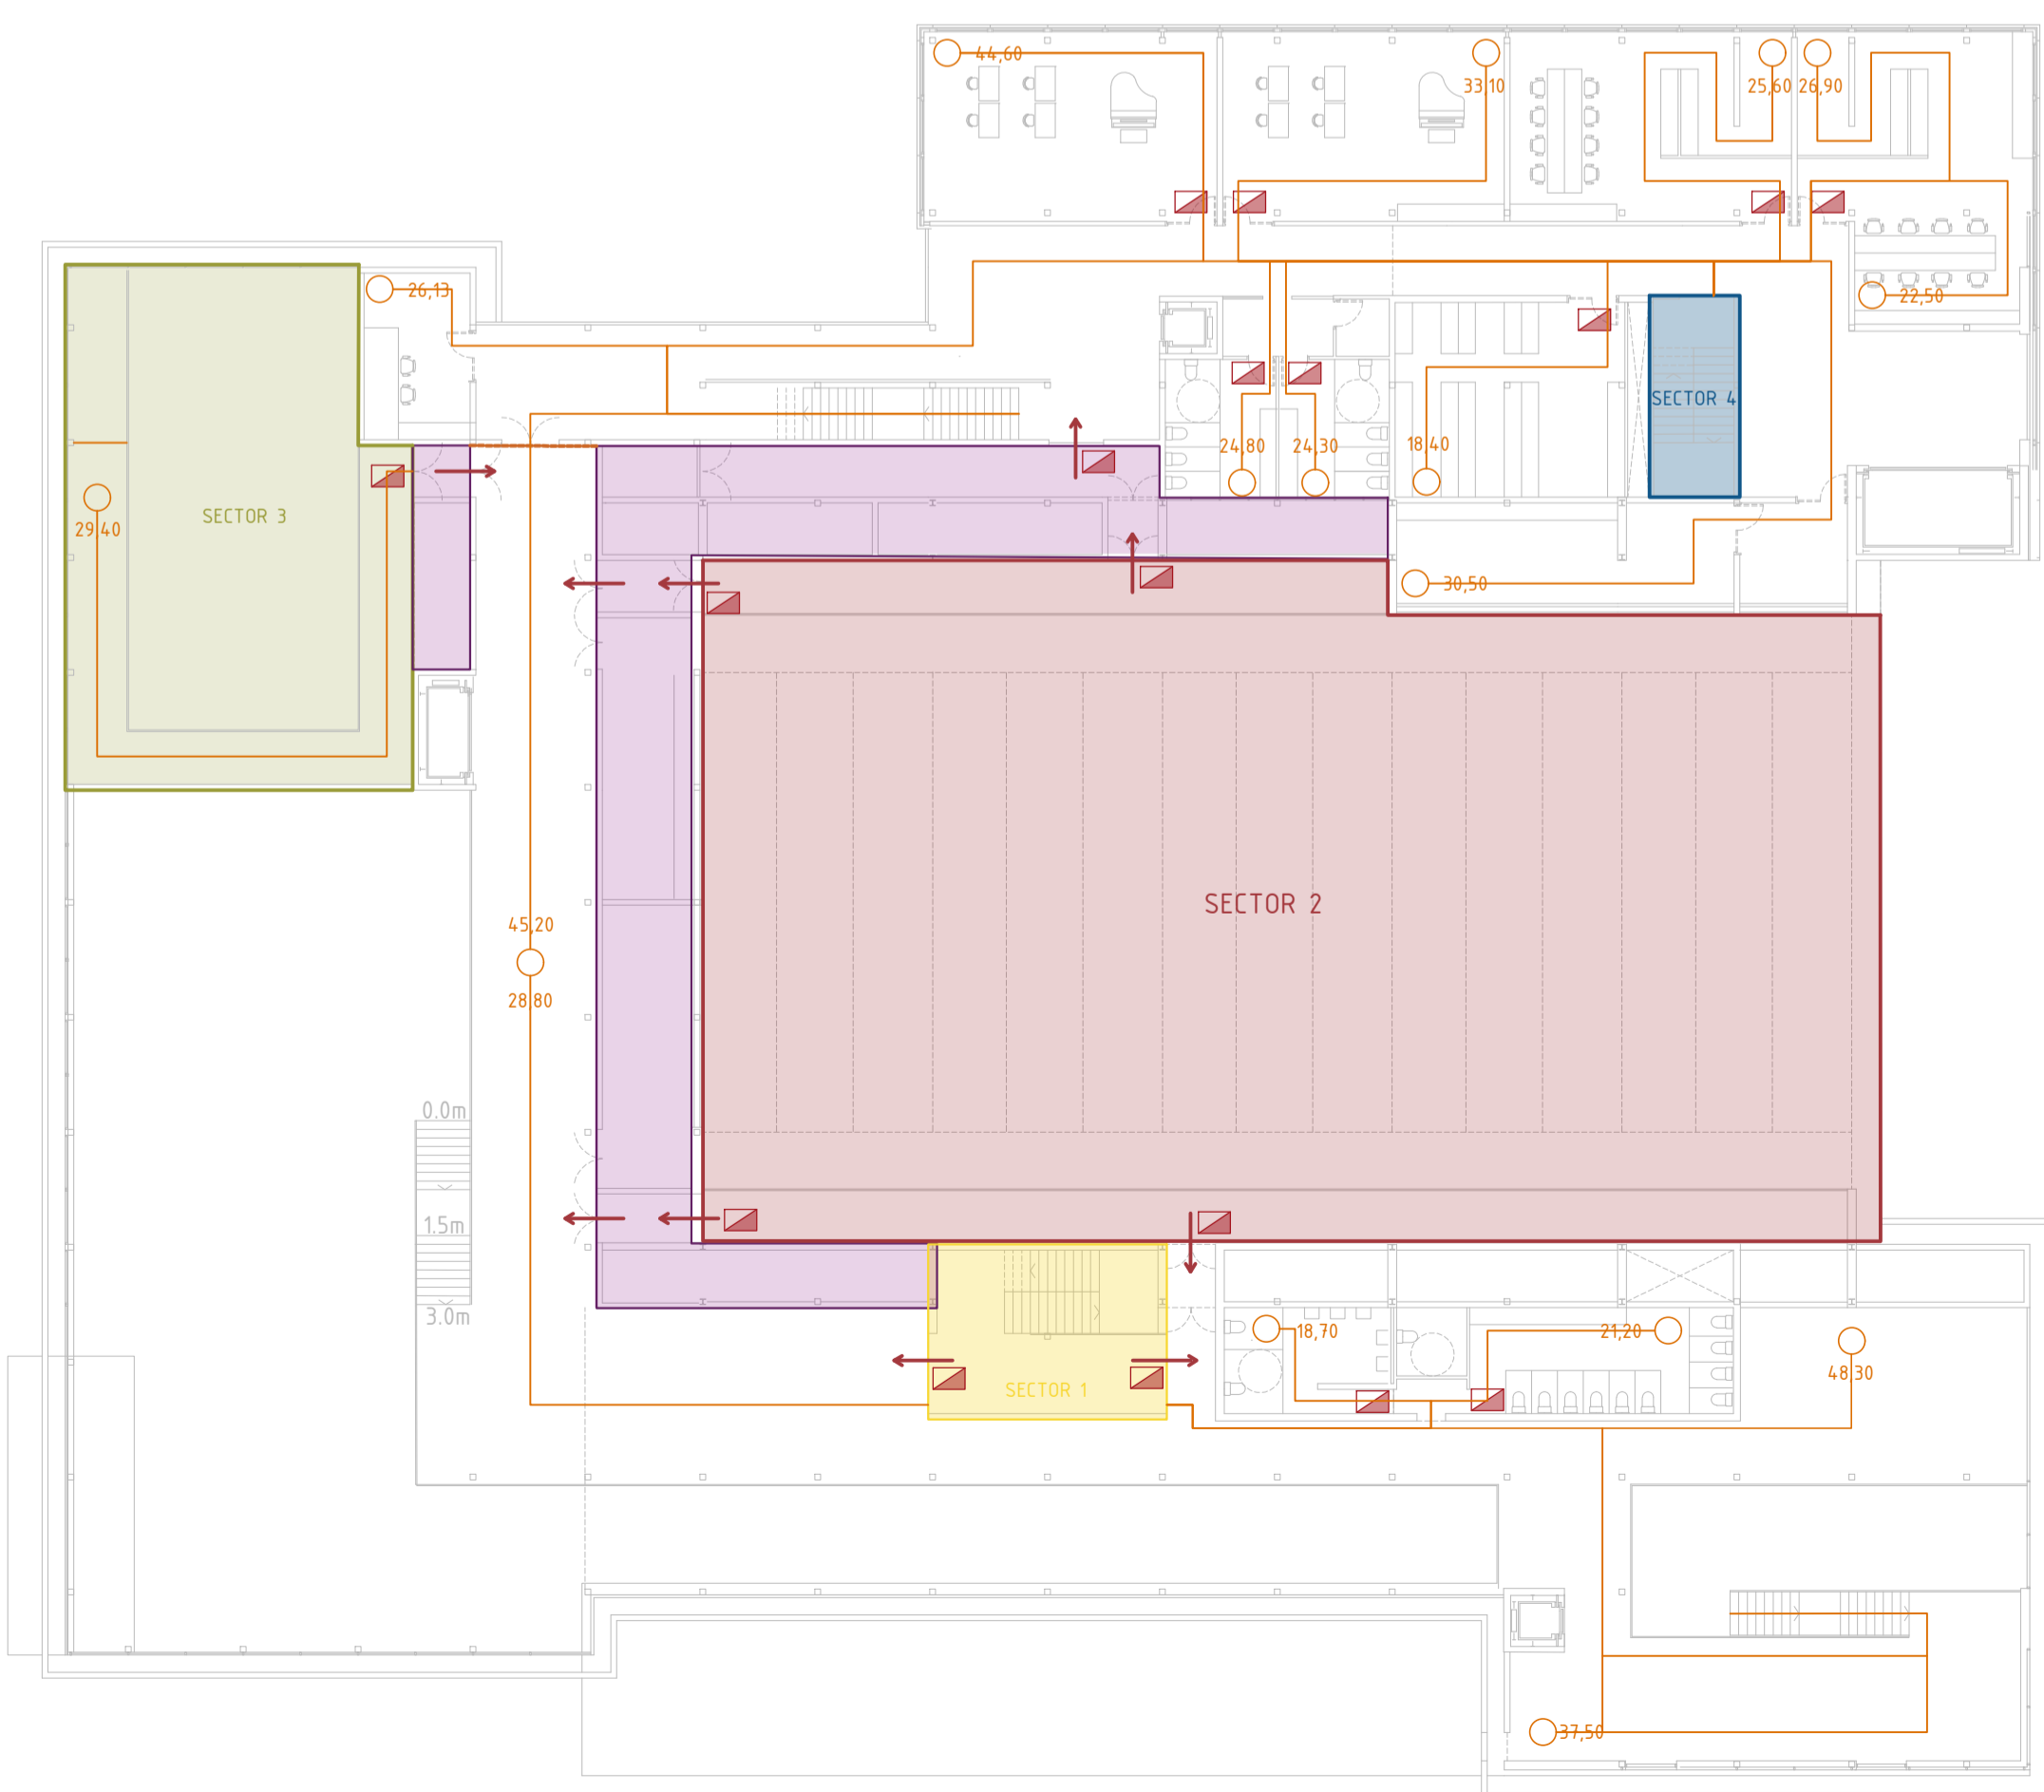 44,60
33,10
25,60
26,90
26,13
22,50
SECTOR 4
24,80
24,30
18,40
SECTOR 3
29,40
30,50
SECTOR 2
45,20
28,80
0.0m
1.5m
3.0m
18,70
21,20
48,30
SECTOR 1
37,50